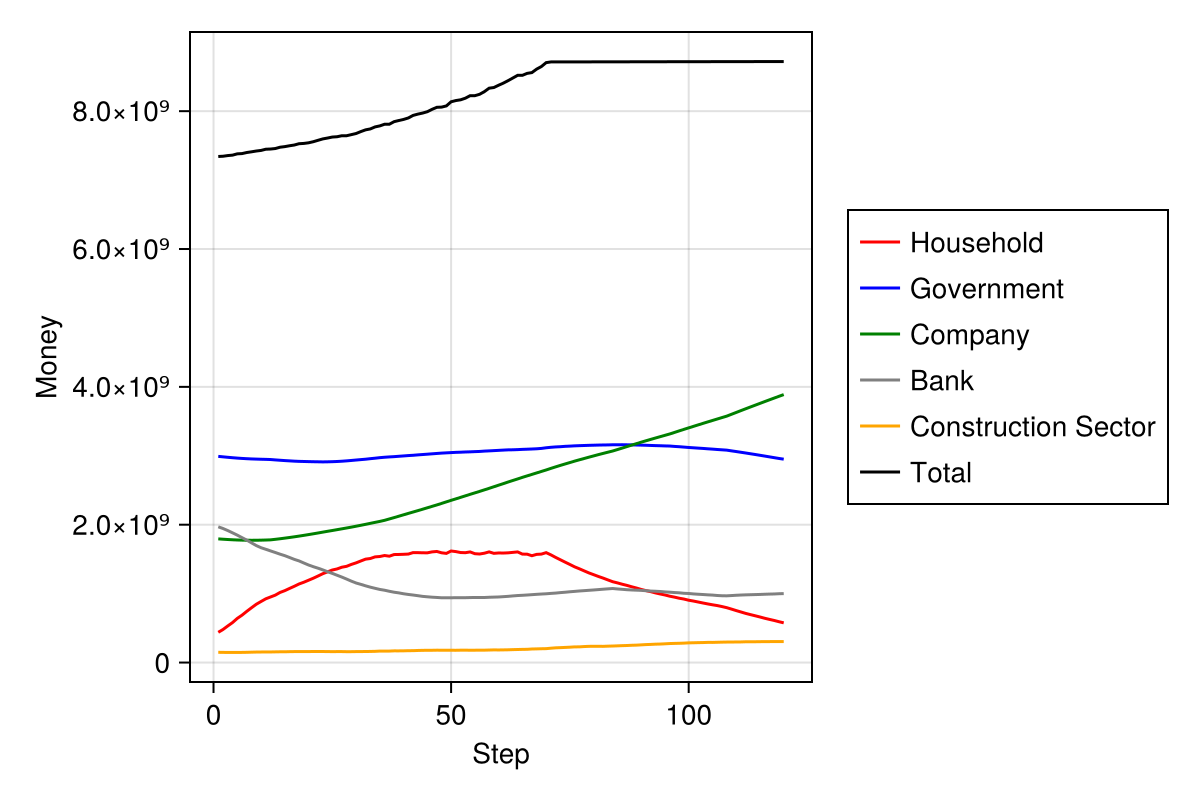 Money
8.0×10⁹
6.0×10⁹
4.0×10⁹
2.0×10⁹
0
0
50
100
Step
Household
Government
Company
Bank
Construction Sector
Total